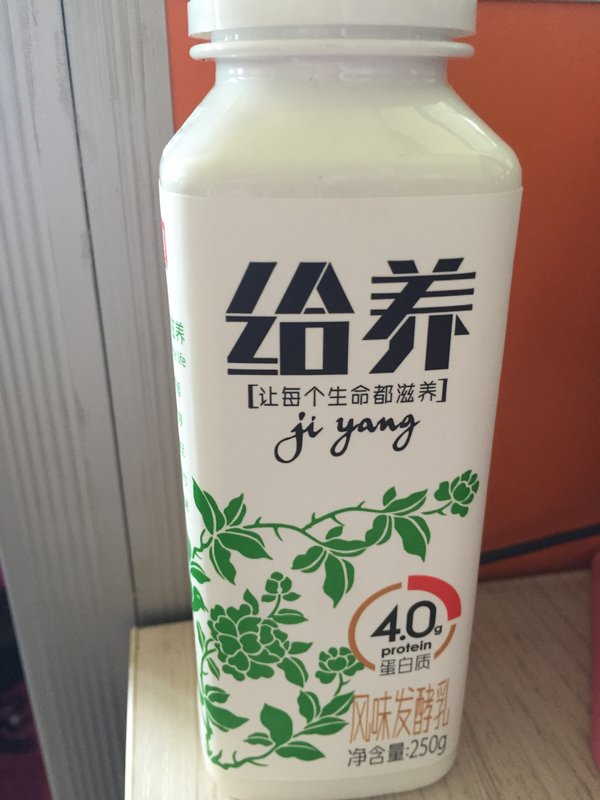 给养
[让每个生命都滋养]
ji yang
4.0g
protein
蛋白质
风味发酵乳
净含量:250g